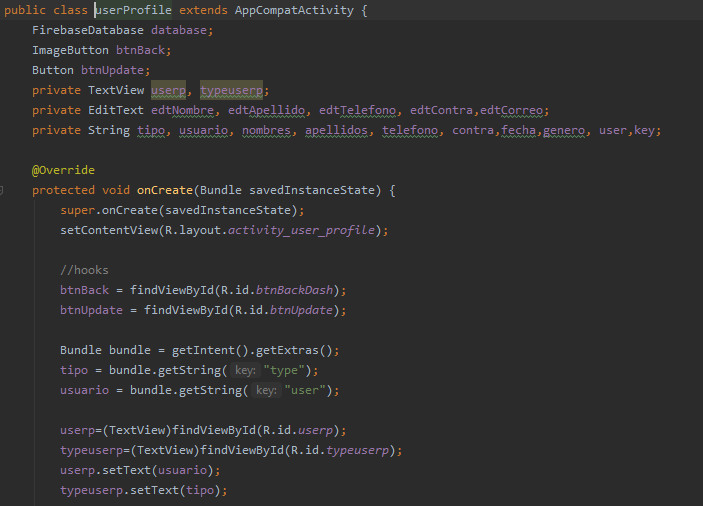 public class userProfile extends AppCompatActivity {
FirebaseDatabase database;
ImageButton btnBack;
Button btnUpdate;
private TextView userp, typeuserp;
private EditText edtNombre, edtApellido, edtTelefono, edtContra,edtCorreo;
private String tipo, usuario, nombres, apellidos, telefono, contra,fecha,genero, user,key;
@Override
protected void onCreate(Bundle savedInstanceState) {
super.onCreate(savedInstanceState);
setContentView(R.layout.activity_user_profile);
//hooks
btnBack = findViewById(R.id.btnBackDash);
btnUpdate = findViewById(R.id.btnUpdate);
Bundle bundle = getIntent().getExtras();
tipo = bundle.getString( key: "type");
usuario = bundle.getString( key: "user");
userp=(TextView)findViewById(R.id.userp);
typeuserp=(TextView)findViewById(R.id.typeuserp);
userp.setText(usuario);
typeuserp.setText(tipo);